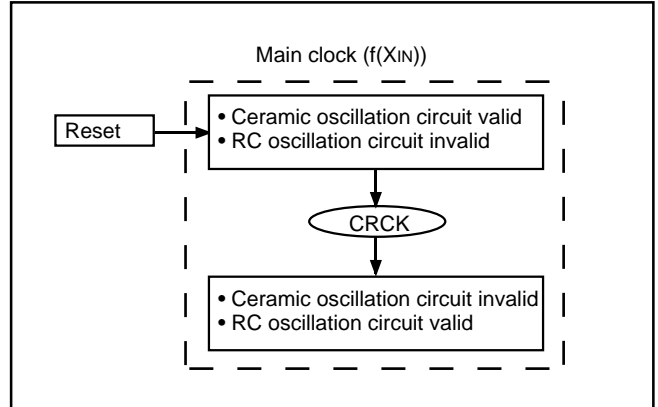 Main clock (f(XIN))
Reset
• Ceramic oscillation circuit valid
• RC oscillation circuit invalid
CRCK
• Ceramic oscillation circuit invalid
• RC oscillation circuit valid